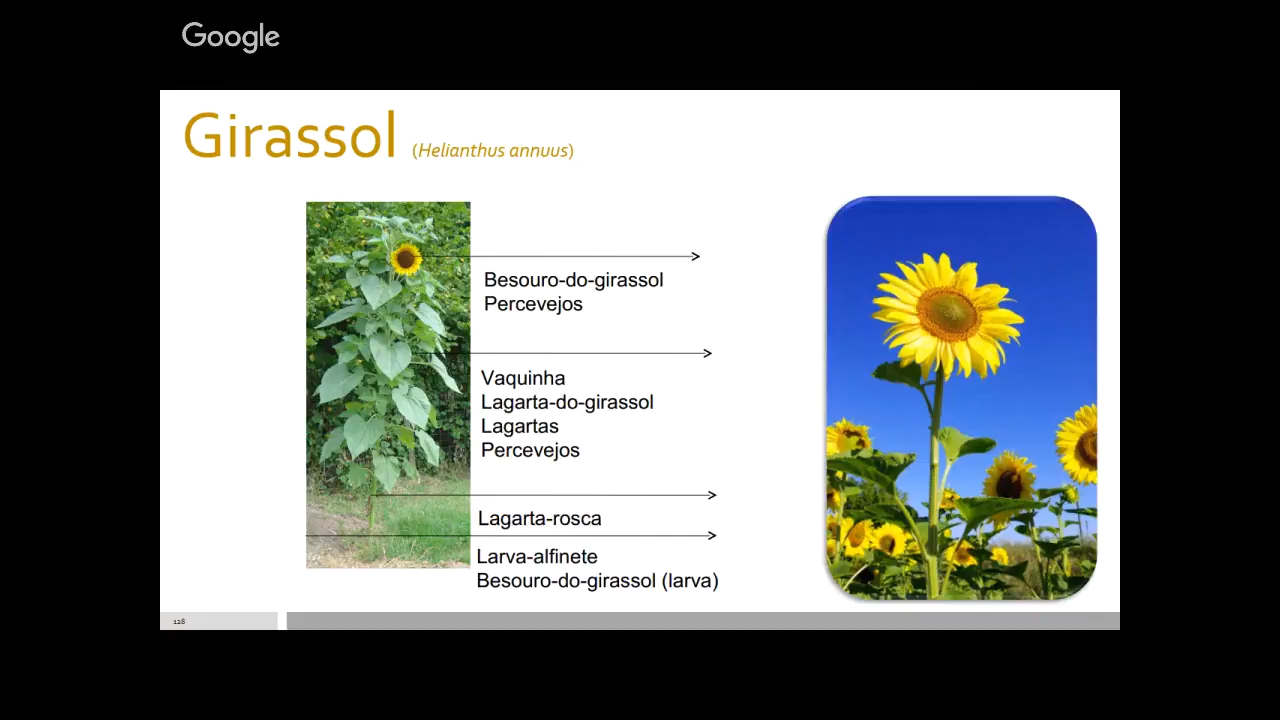 Google
Girassol (Helianthus annuus)
Besouro-do-girassol
Percevejos
Vaquinha
Lagarta-do-girassol
Lagartas
Percevejos
Lagarta-rosca
Larva-alfinete
Besouro-do-girassol (larva)
128